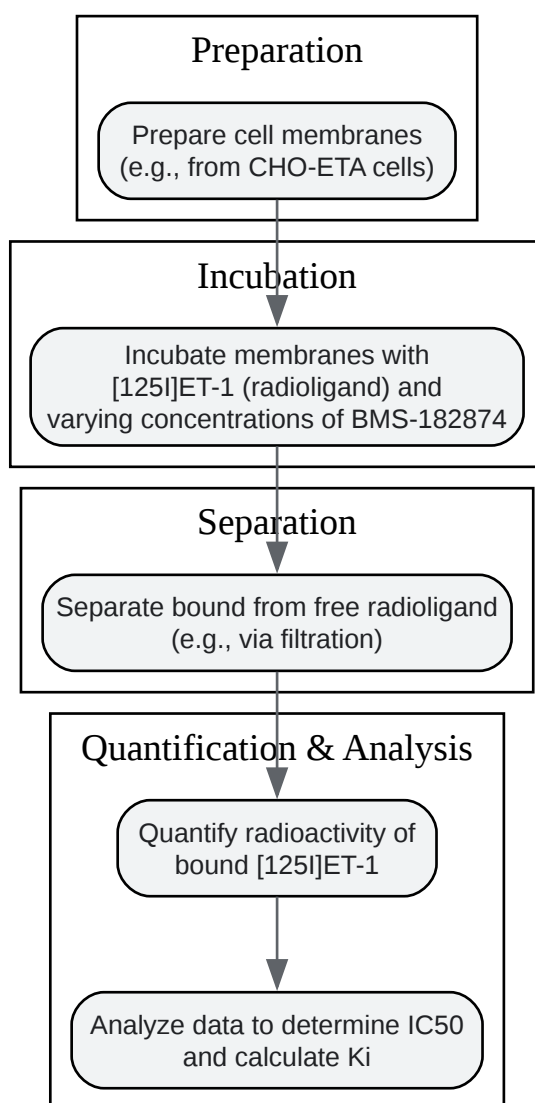 Preparation
Prepare cell membranes
(e.g., from CHO-ETA cells)
Incubation
Incubate membranes with
[125I]ET-1 (radioligand) and
varying concentrations of BMS-182874
Separation
Separate bound from free radioligand
(e.g., via filtration)
Quantification & Analysis
Quantify radioactivity of
bound [125I]ET-1
Analyze data to determine IC50
and calculate Ki